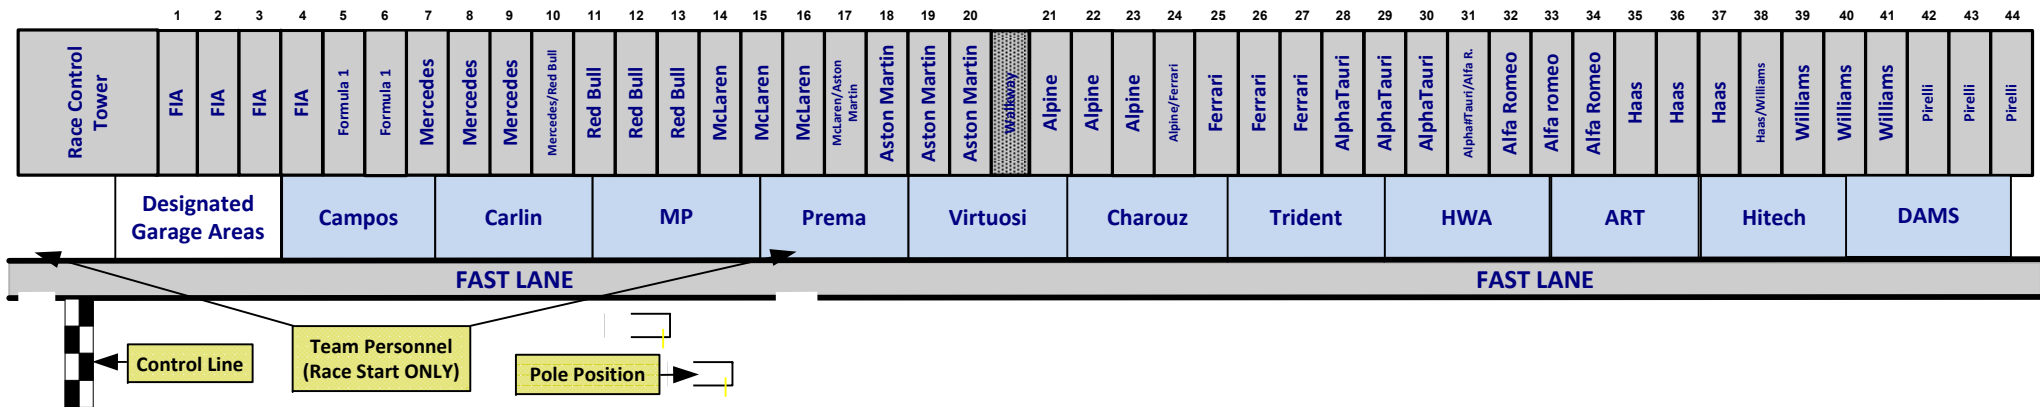 1 2 3 4 5 6 7 8 9 10 11 12 13 14 15 16 17 18 19 20 21 22 23 24 25 26 27 28 29 30 31 32 33 34 35 36 37 38 39 40 41 42 43 44
Race Control
Tower
FIA
FIA
FIA
FIA
Formula 1
Formula 1
Mercedes
Mercedes
Mercedes
Mercedes/Red Bull
Red Bull
Red Bull
Red Bull
McLaren
McLaren
McLaren
McLaren/Aston
Martin
Aston Martin
Aston Martin
Aston Martin
Walkway
Alpine
Alpine
Alpine
Alpine/Ferrari
Ferrari
Ferrari
Ferrari
AlphaTauri
AlphaTauri
AlphaTauri
Alpha#Tauri/Alfa R.
Alfa Romeo
Alfa romeo
Alfa Romeo
Haas
Haas
Haas
Haas/Williams
Williams
Williams
Williams
Pirelli
Pirelli
Pirelli
Designated
Garage Areas
Campos
Carlin
MP
Prema
Virtuosi
Charouz
Trident
HWA
ART
Hitech
DAMS
FAST LANE
FAST LANE
Team Personnel
(Race Start ONLY)
Control Line
Pole Position